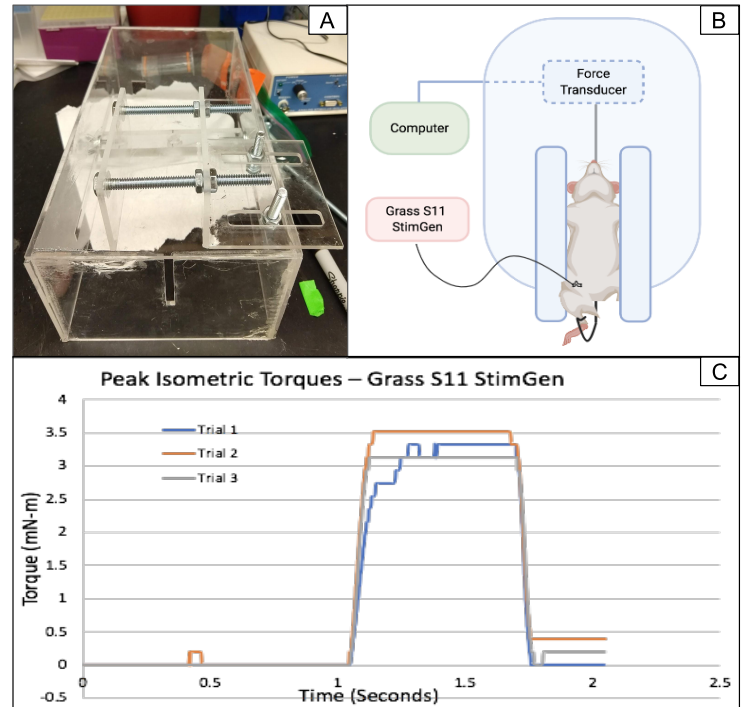 A
B
Force
Transducer
Computer
Grass S11
StimGen
C
Peak Isometric Torques – Grass S11 StimGen
4
3.5
3
2.5
2
1.5
1
0.5
0
-0.5
Torque (mN-m)
Trial 1
Trial 2
Trial 3
0
0.5
1
1.5
2
2.5
Time (Seconds)